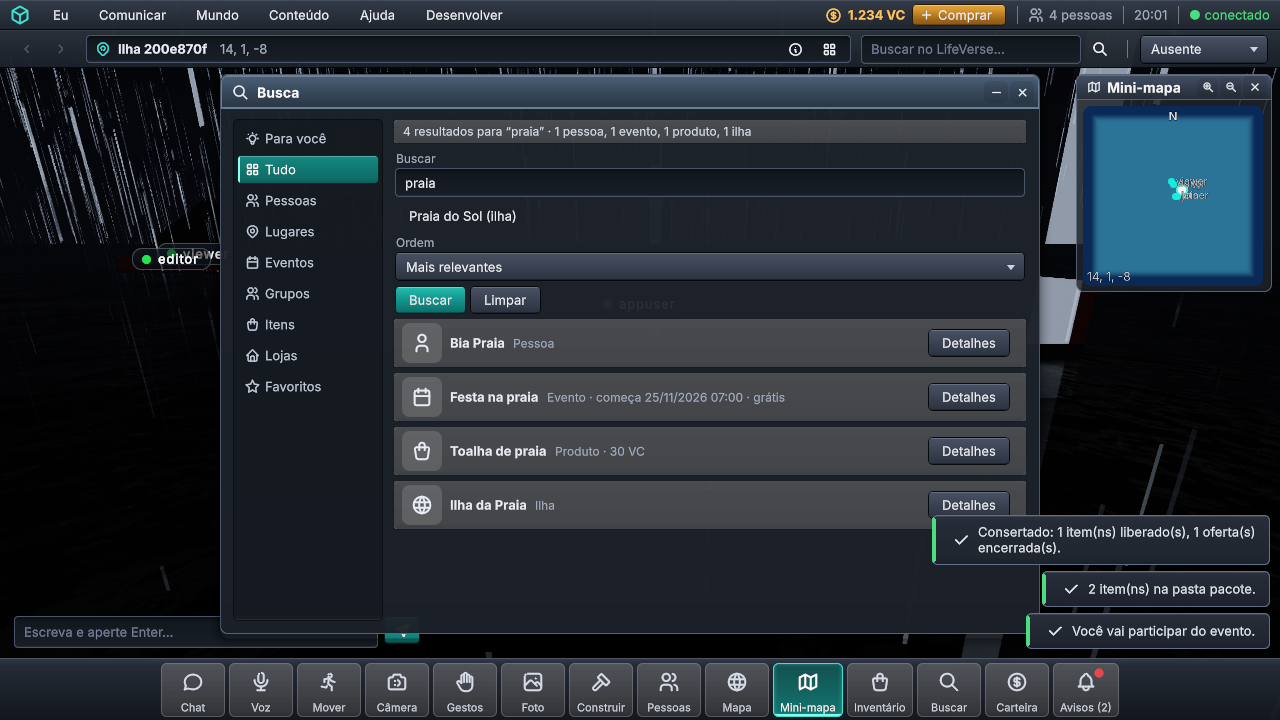 Eu Comunicar Mundo Conteúdo Ajuda Desenvolver 1.234 VC + Comprar 4 pessoas 20:01 conectado
Ilha 200e870f 14, 1, -8 Buscar no LifeVerse... Ausente
Busca
Mini-mapa
N
viewer
14, 1, -8
editor
viewer
appuser
Para você
Tudo
Pessoas
Lugares
Eventos
Grupos
Itens
Lojas
Favoritos
4 resultados para “praia” · 1 pessoa, 1 evento, 1 produto, 1 ilha
Buscar
praia
Praia do Sol (ilha)
Ordem
Mais relevantes
Buscar Limpar
Bia Praia Pessoa Detalhes
Festa na praia Evento · começa 25/11/2026 07:00 · grátis Detalhes
Toalha de praia Produto · 30 VC Detalhes
Ilha da Praia Ilha Detalhes
Consertado: 1 item(ns) liberado(s), 1 oferta(s)
encerrada(s).
2 item(ns) na pasta pacote.
Você vai participar do evento.
Escreva e aperte Enter...
Chat Voz Mover Câmera Gestos Foto Construir Pessoas Mapa Mini-mapa Inventário Buscar Carteira Avisos (2)